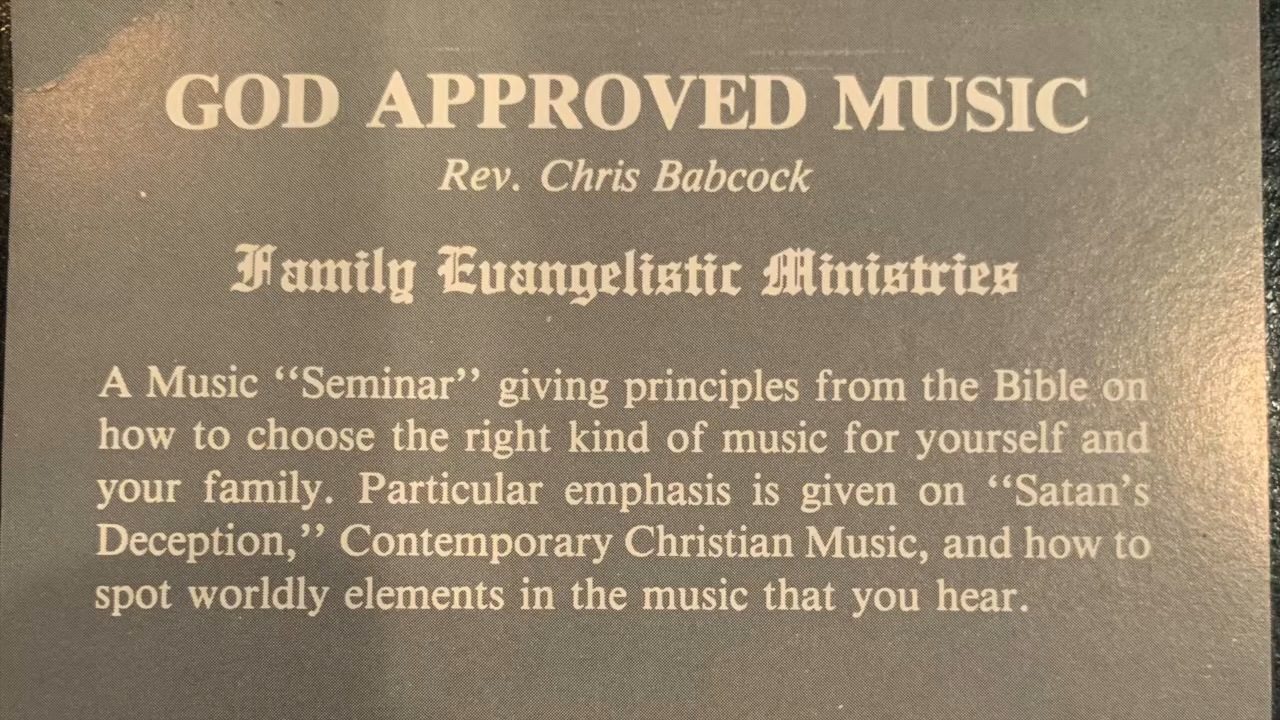 GOD APPROVED MUSIC
Rev. Chris Babcock
Family Evangelistic Ministries
A Music ‘‘Seminar’’ giving principles from the Bible on
how to choose the right kind of music for yourself and
your family. Particular emphasis is given on ‘‘Satan’s
Deception,’’ Contemporary Christian Music, and how to
spot worldly elements in the music that you hear.